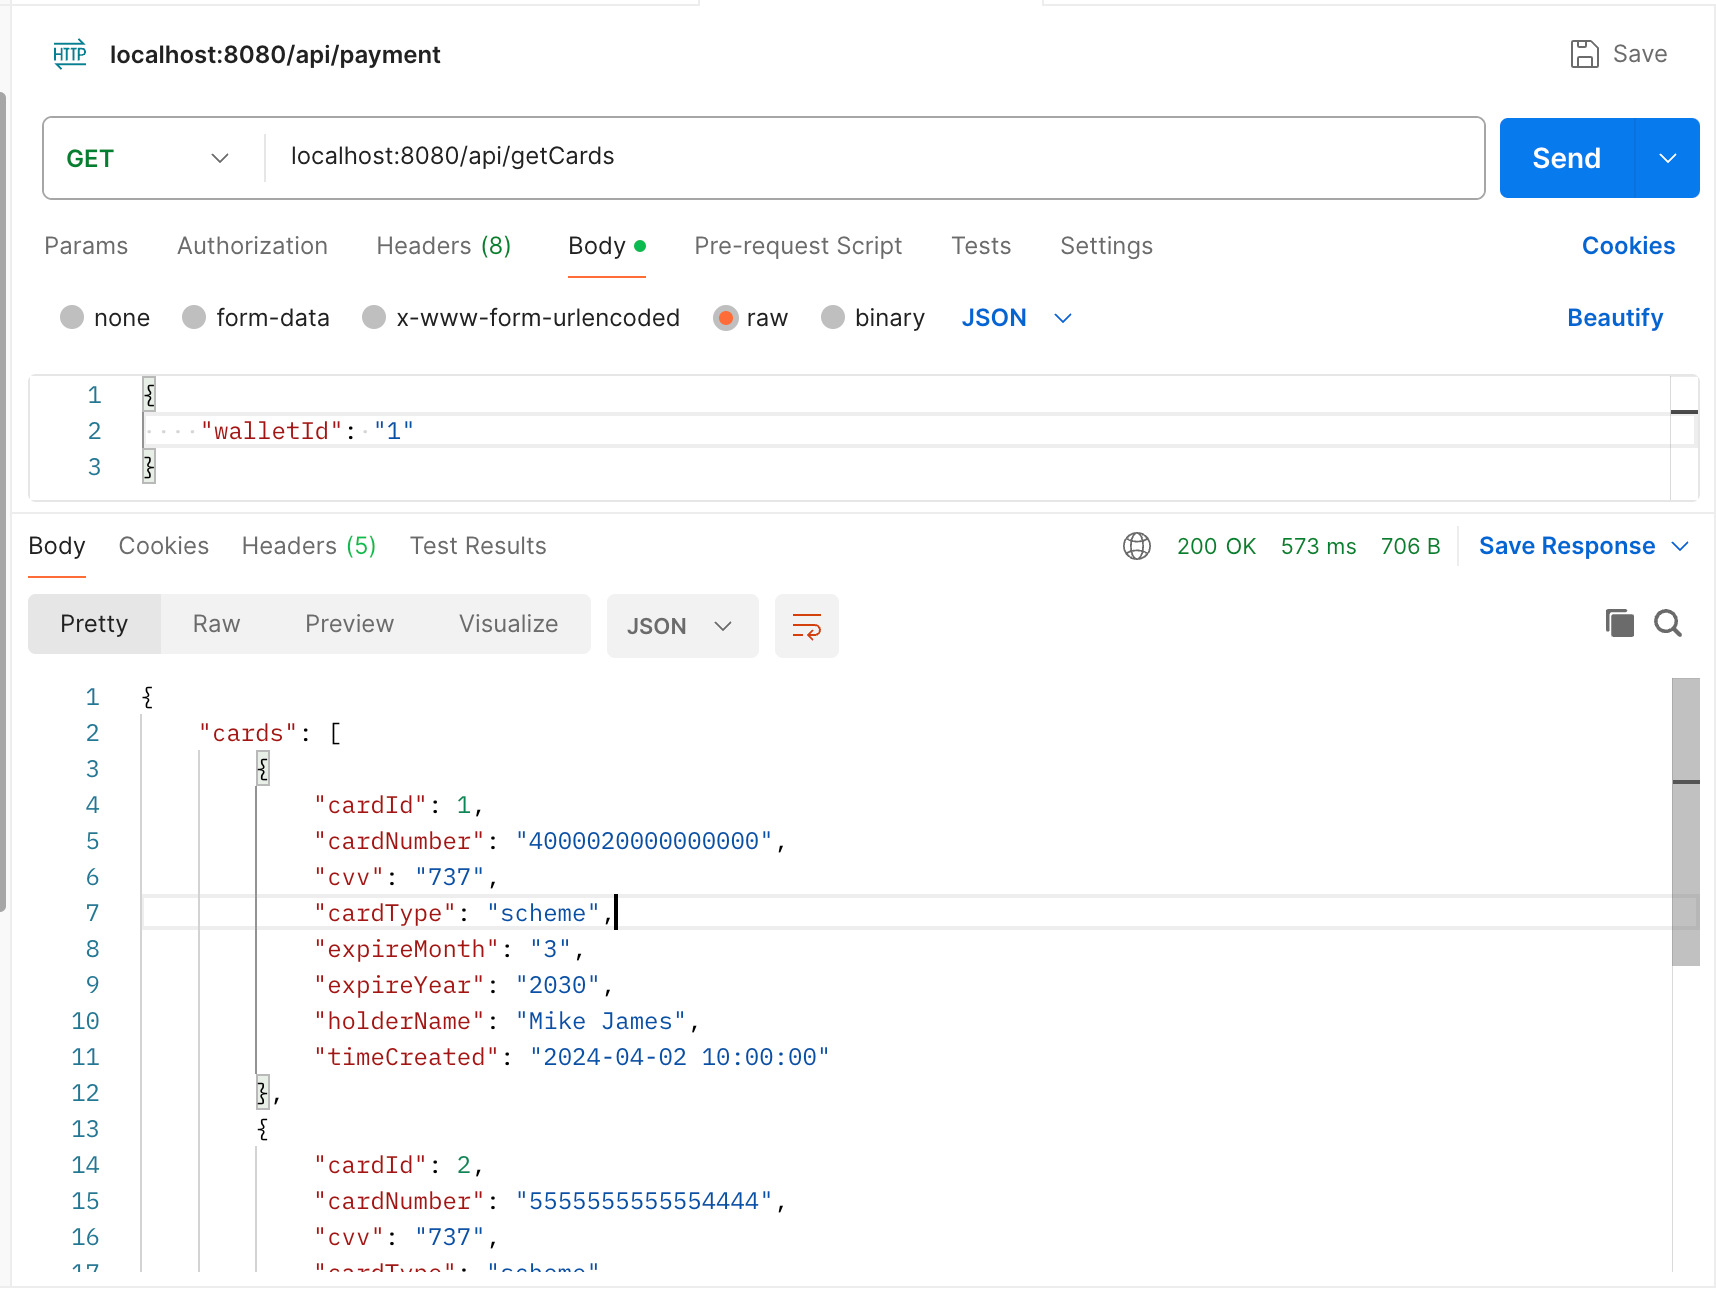 HTTP localhost:8080/api/payment Save
GET localhost:8080/api/getCards Send
Params Authorization Headers (8) Body Pre-request Script Tests Settings Cookies
none form-data x-www-form-urlencoded raw binary JSON Beautify
1 {
2 "walletId": "1"
3 }
Body Cookies Headers (5) Test Results 200 OK 573 ms 706 B Save Response
Pretty Raw Preview Visualize JSON
1 {
2 "cards": [
3 {
4 "cardId": 1,
5 "cardNumber": "4000020000000000",
6 "cvv": "737",
7 "cardType": "scheme",
8 "expireMonth": "3",
9 "expireYear": "2030",
10 "holderName": "Mike James",
11 "timeCreated": "2024-04-02 10:00:00"
12 },
13 {
14 "cardId": 2,
15 "cardNumber": "5555555555554444",
16 "cvv": "737",
17 "cardType": "scheme"